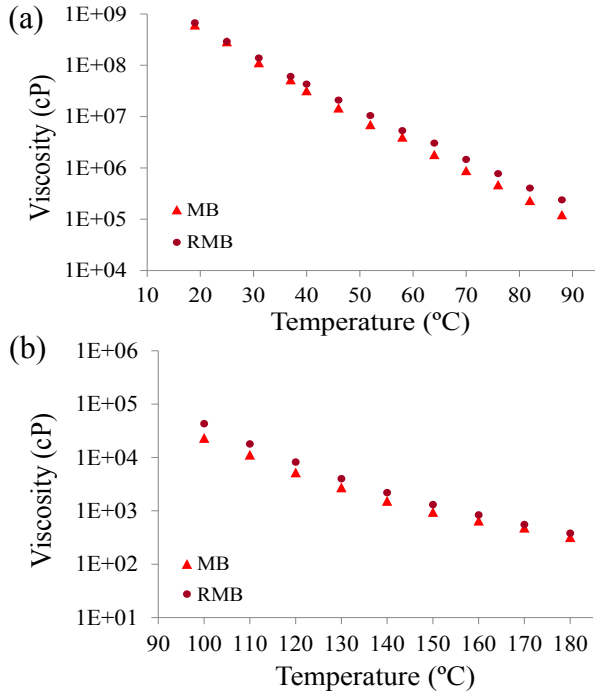 (a)
1E+09
1E+08
1E+07
1E+06
1E+05
1E+04
Viscosity (cP)
MB
RMB
10 20 30 40 50 60 70 80 90
Temperature (ºC)
(b)
1E+06
1E+05
1E+04
1E+03
1E+02
1E+01
Viscosity (cP)
MB
RMB
90 100 110 120 130 140 150 160 170 180
Temperature (ºC)